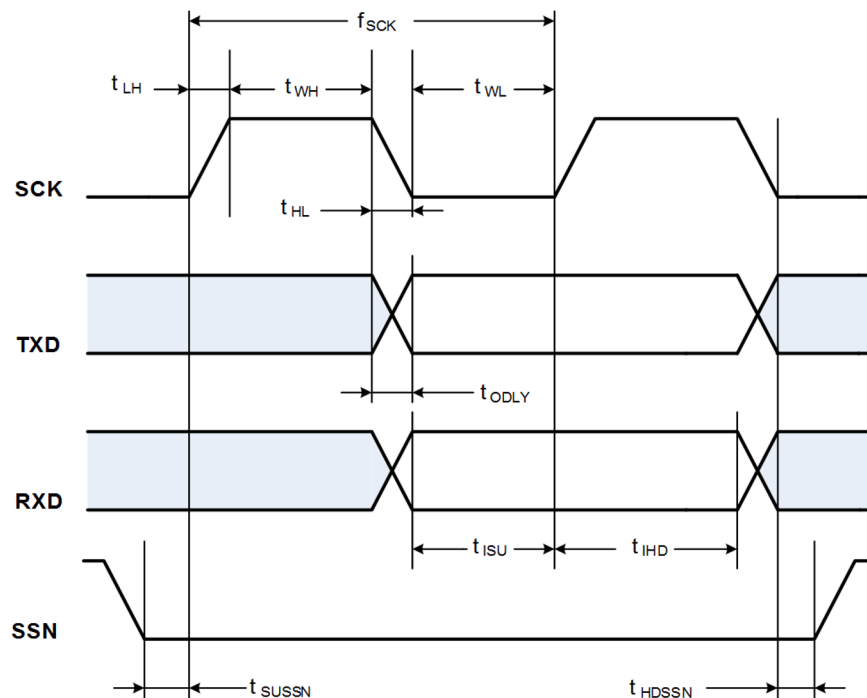 fSCK
tLH
tWH
tWL
SCK
tHL
TXD
tODLY
RXD
tISU
tIHD
SSN
tSUSSN
tHDSSN